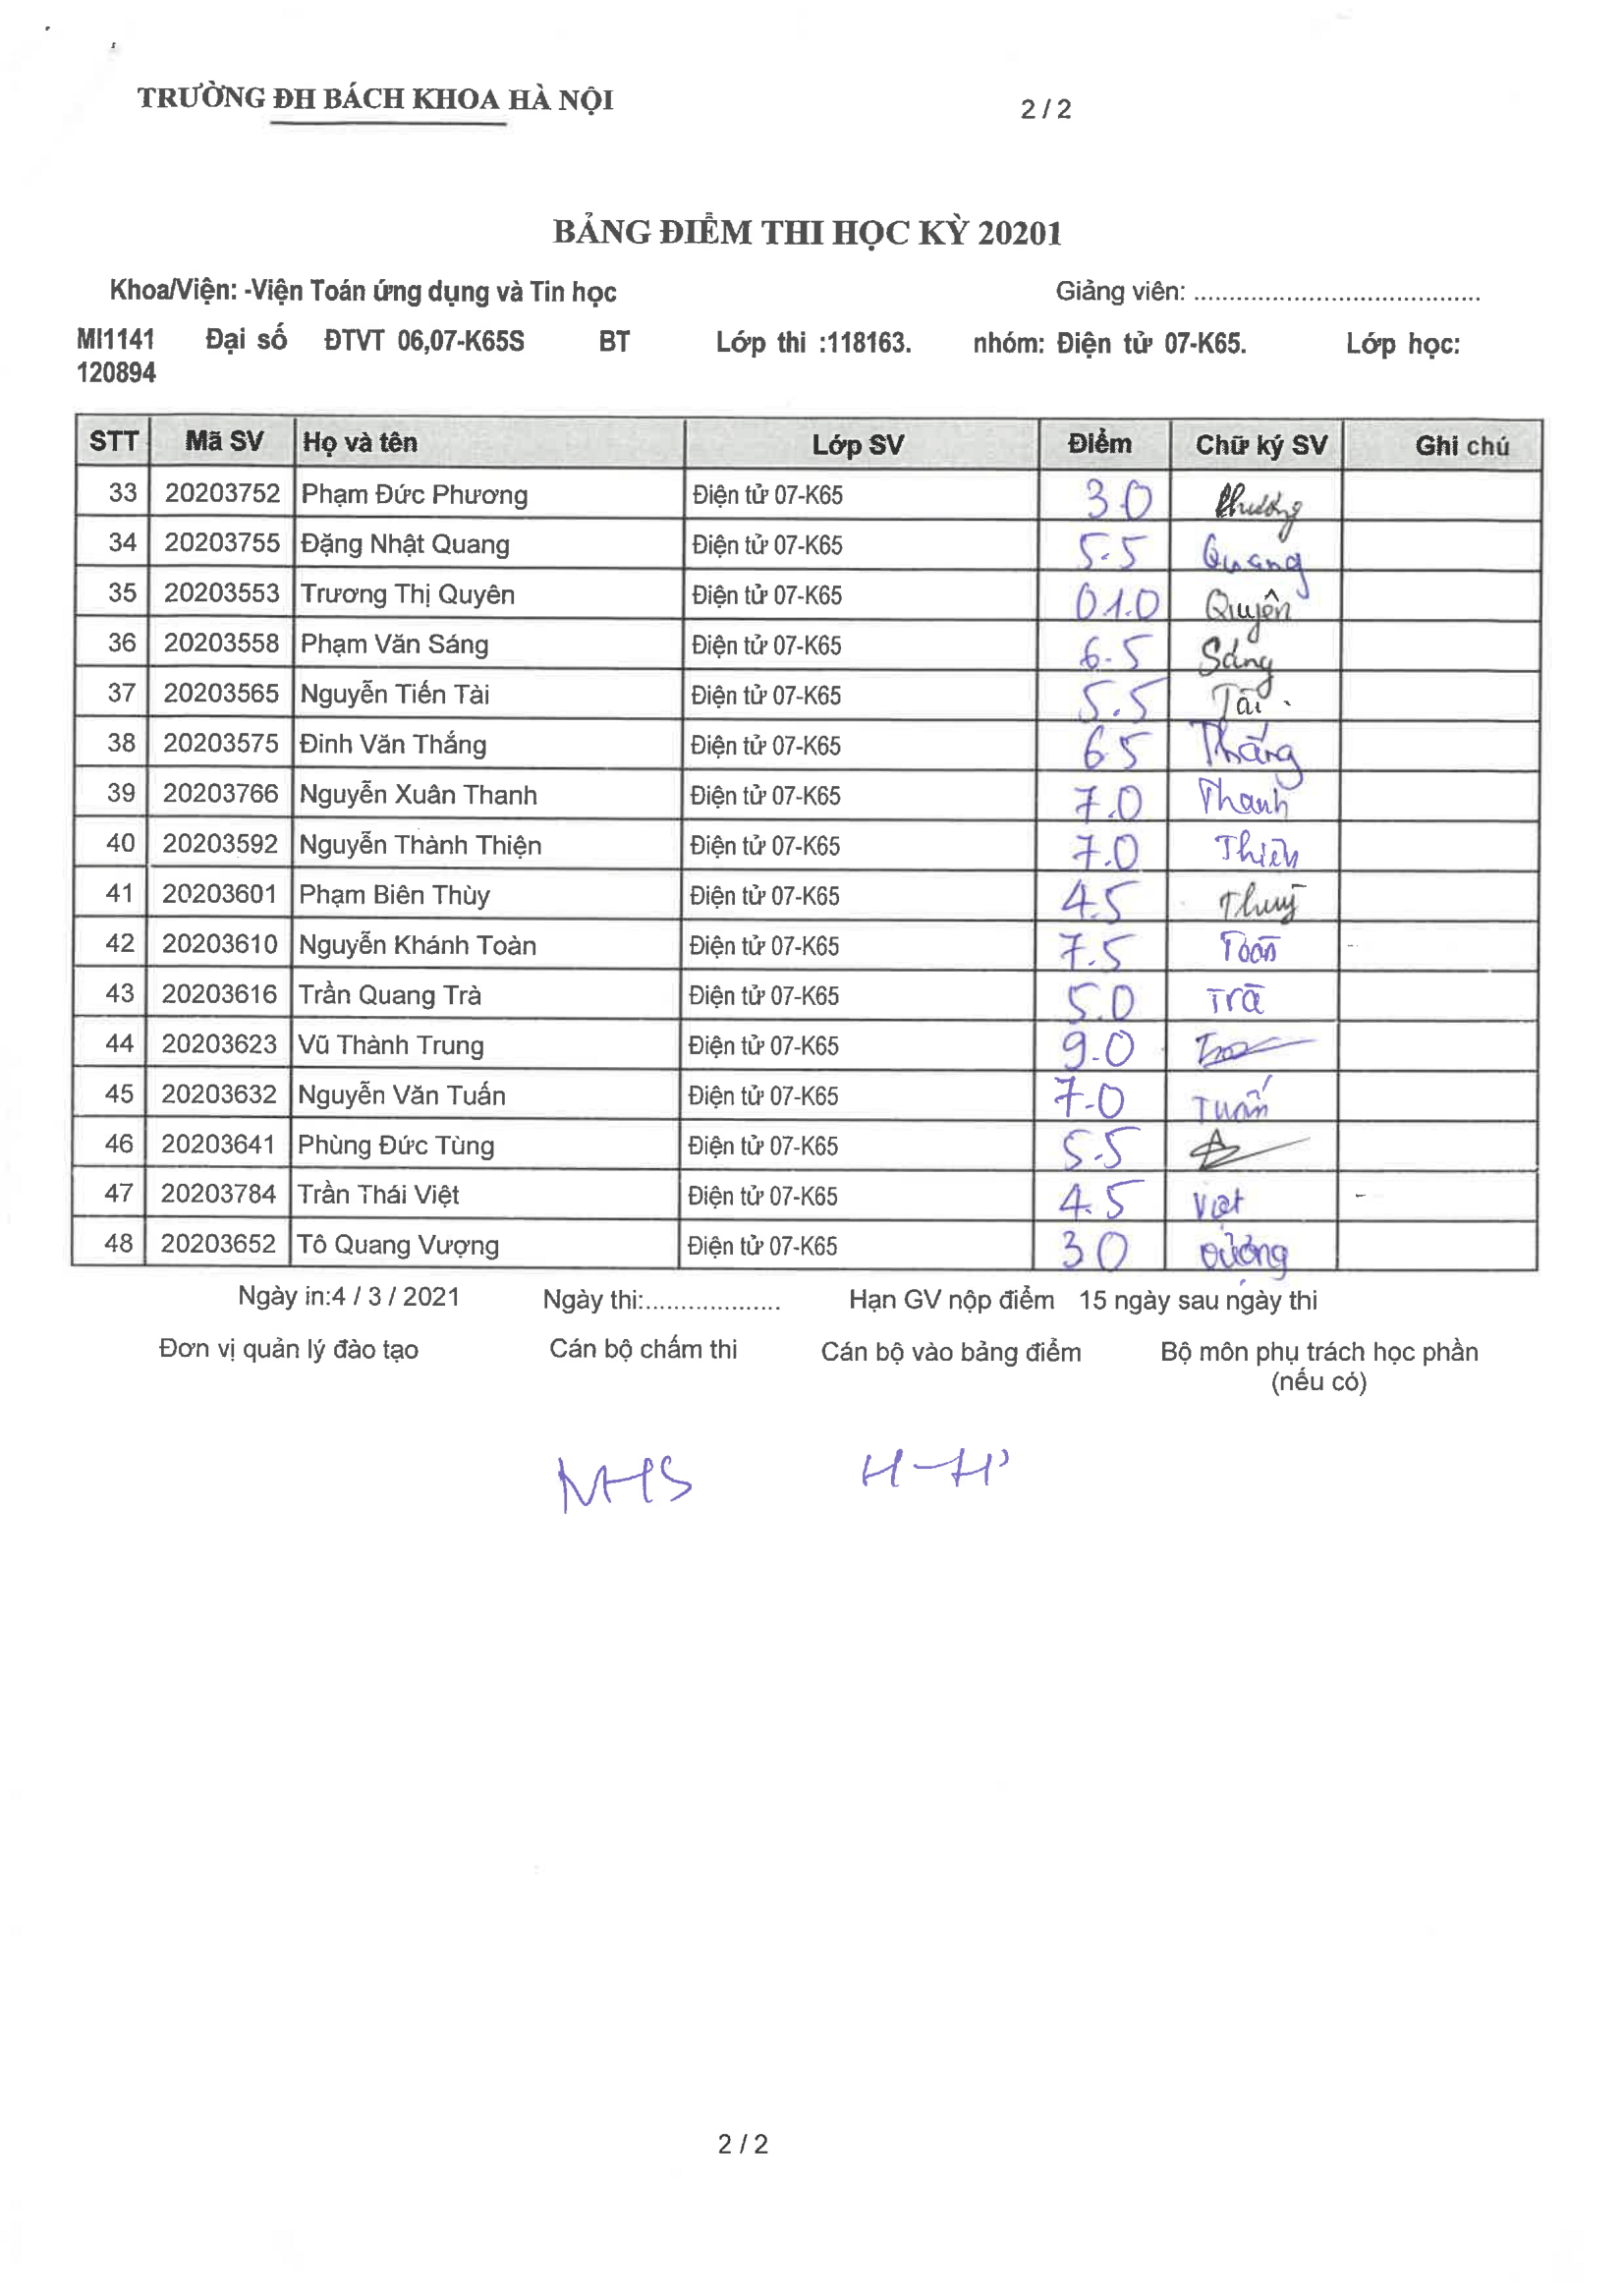 TRƯỜNG ĐH BÁCH KHOA HÀ NỘI 2 / 2
BẢNG ĐIỂM THI HỌC KỲ 20201
Khoa/Viện: -Viện Toán ứng dụng và Tin học Giảng viên: ........................................
MI1141 Đại số ĐTVT 06,07-K65S BT Lớp thi :118163. nhóm: Điện tử 07-K65. Lớp học:
120894
STT Mã SV Họ và tên Lớp SV Điểm Chữ ký SV Ghi chú
33 20203752 Phạm Đức Phương Điện tử 07-K65 3.0 Phương
34 20203755 Đặng Nhật Quang Điện tử 07-K65 5.5 Quang
35 20203553 Trương Thị Quyên Điện tử 07-K65 01.0 Quyên
36 20203558 Phạm Văn Sáng Điện tử 07-K65 6.5 Sáng
37 20203565 Nguyễn Tiến Tài Điện tử 07-K65 5.5 Tài
38 20203575 Đinh Văn Thắng Điện tử 07-K65 6.5 Thắng
39 20203766 Nguyễn Xuân Thanh Điện tử 07-K65 7.0 Thanh
40 20203592 Nguyễn Thành Thiện Điện tử 07-K65 7.0 Thiện
41 20203601 Phạm Biên Thùy Điện tử 07-K65 4.5 Thuỳ
42 20203610 Nguyễn Khánh Toàn Điện tử 07-K65 7.5 Toàn
43 20203616 Trần Quang Trà Điện tử 07-K65 5.0 Trà
44 20203623 Vũ Thành Trung Điện tử 07-K65 9.0
45 20203632 Nguyễn Văn Tuấn Điện tử 07-K65 7.0 Tuấn
46 20203641 Phùng Đức Tùng Điện tử 07-K65 5.5
47 20203784 Trần Thái Việt Điện tử 07-K65 4.5 Việt
48 20203652 Tô Quang Vượng Điện tử 07-K65 3.0 Vượng
Ngày in:4 / 3 / 2021 Ngày thi:................... Hạn GV nộp điểm 15 ngày sau ngày thi
Đơn vị quản lý đào tạo Cán bộ chấm thi Cán bộ vào bảng điểm Bộ môn phụ trách học phần
(nếu có)
2 / 2